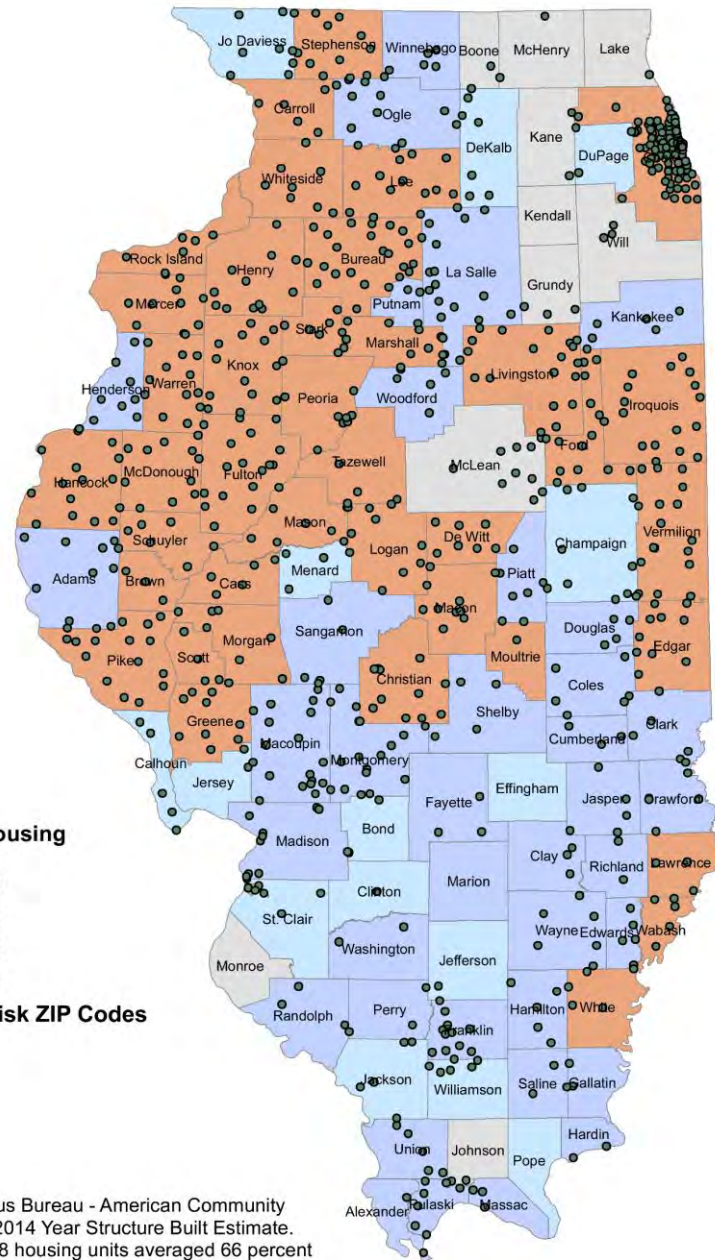 Jo Daviess
Stephenson
Winnebago
Boone
McHenry
Lake
Carroll
Ogle
DeKalb
Kane
DuPage
Whiteside
Lee
Kendall
Will
Rock Island
Henry
Bureau
La Salle
Grundy
Mercer
Putnam
Kankakee
Stark
Marshall
Knox
Henderson
Warren
Peoria
Woodford
Livingston
Iroquois
Ford
McLean
Hancock
McDonough
Fulton
Tazewell
Mason
Schuyler
Logan
De Witt
Champaign
Vermilion
Adams
Brown
Cass
Menard
Piatt
Macon
Sangamon
Douglas
Edgar
Morgan
Pike
Scott
Christian
Moultrie
Coles
Greene
Shelby
Clark
Macoupin
Cumberland
Calhoun
Montgomery
Jersey
Effingham
Fayette
Jasper
Crawford
ousing
Bond
Madison
Clay
Richland
Lawrence
Marion
Clinton
St. Clair
Wayne
Edwards
Wabash
Washington
Jefferson
Monroe
Hamilton
White
isk ZIP Codes
Randolph
Perry
Franklin
Jackson
Williamson
Saline
Gallatin
Hardin
Union
Johnson
Pope
us Bureau - American Community
Alexander
Pulaski
Massac
2014 Year Structure Built Estimate.
8 housing units averaged 66 percent